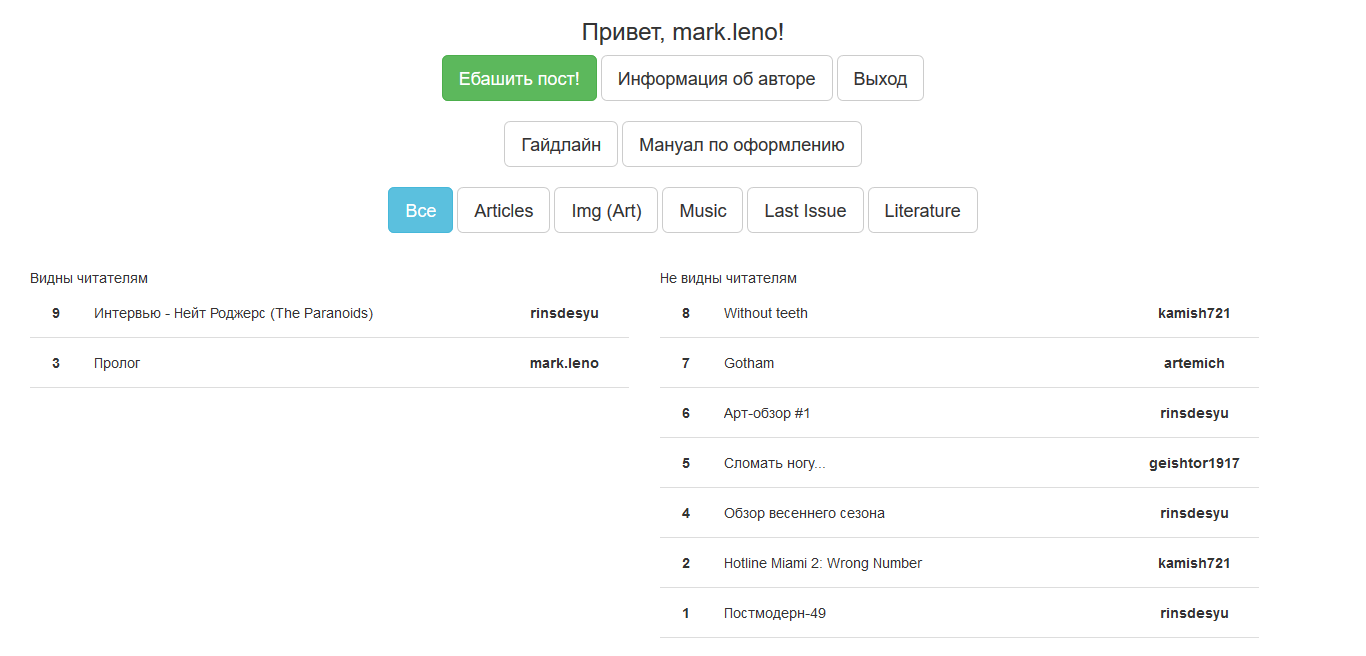 Привет, mark.leno!
Ебашить пост! Информация об авторе Выход
Гайдлайн Мануал по оформлению
Все Articles Img (Art) Music Last Issue Literature
Видны читателям
9 Интервью - Нейт Роджерс (The Paranoids) rinsdesyu
3 Пролог mark.leno
Не видны читателям
8 Without teeth kamish721
7 Gotham artemich
6 Арт-обзор #1 rinsdesyu
5 Сломать ногу... geishtor1917
4 Обзор весеннего сезона rinsdesyu
2 Hotline Miami 2: Wrong Number kamish721
1 Постмодерн-49 rinsdesyu